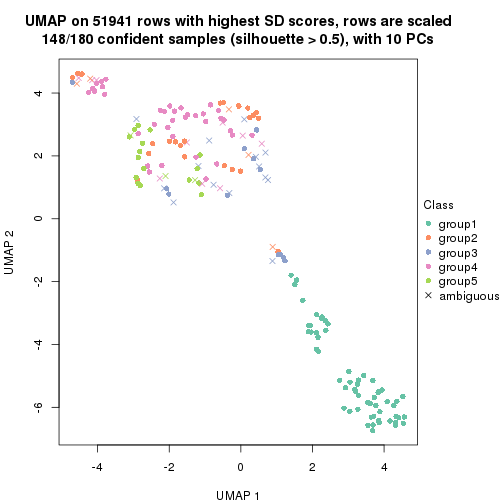 UMAP on 51941 rows with highest SD scores, rows are scaled
148/180 confident samples (silhouette > 0.5), with 10 PCs
4
2
0
-2
-4
-6
UMAP 2
-4
-2
0
2
4
UMAP 1
Class
group1
group2
group3
group4
group5
ambiguous